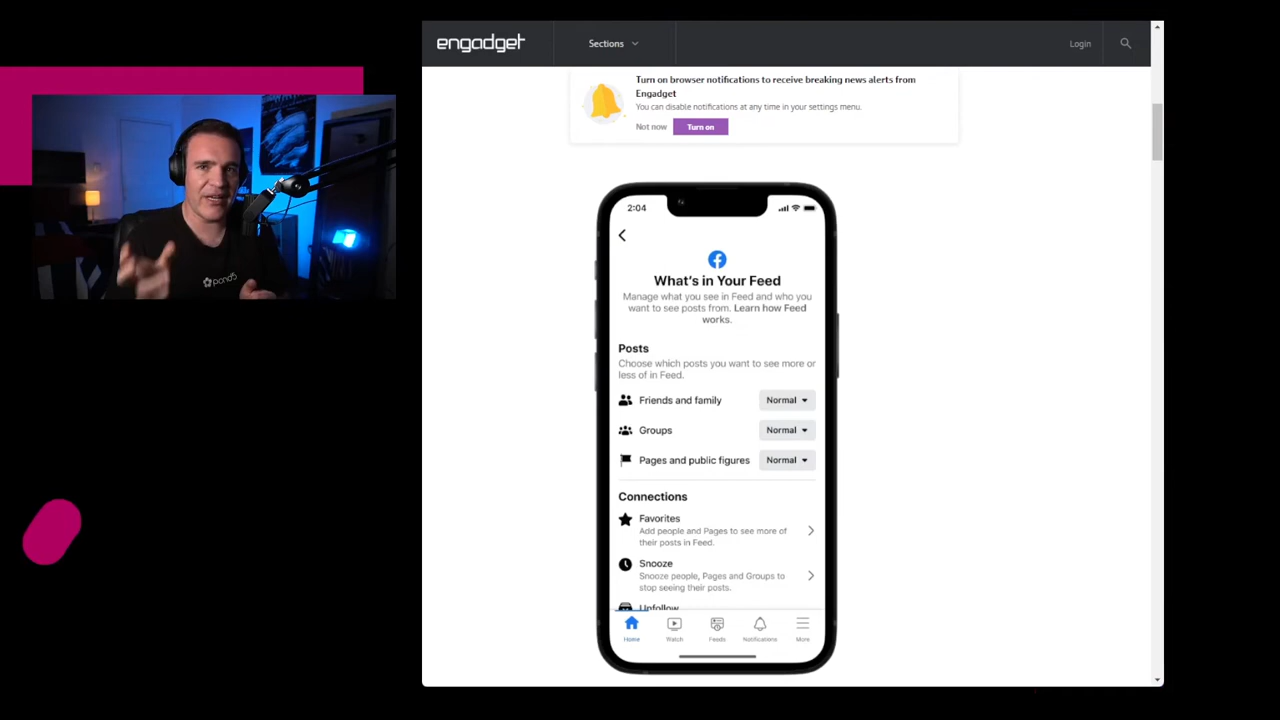 engadget
Sections
Login
Turn on browser notifications to receive breaking news alerts from
Engadget
You can disable notifications at any time in your settings menu.
Not now
Turn on
pond5
2:04
What's in Your Feed
Manage what you see in Feed and who you
want to see posts from. Learn how Feed
works.
Posts
Choose which posts you want to see more or
less of in Feed.
Friends and family
Normal
Groups
Normal
Pages and public figures
Normal
Connections
Favorites
Add people and Pages to see more of
their posts in Feed.
Snooze
Snooze people, Pages and Groups to
stop seeing their posts.
Unfollow
Home
Watch
Feeds
Notifications
More